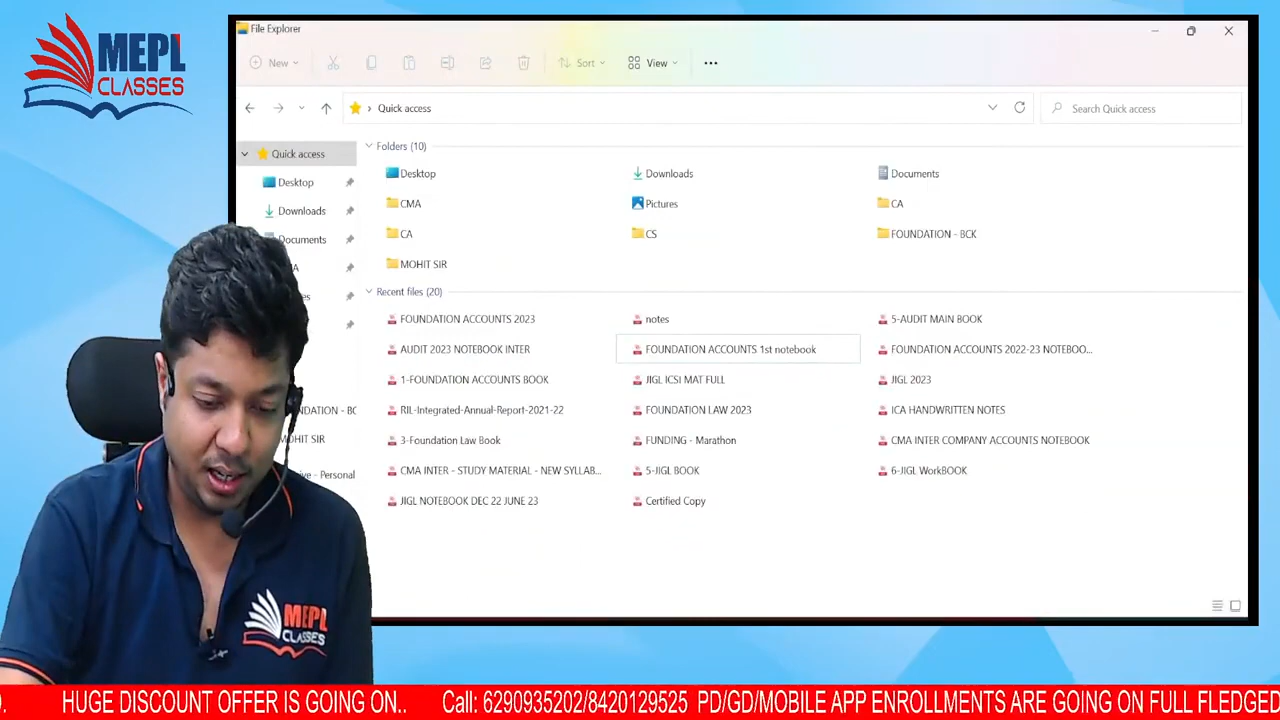 MEPL
CLASSES
File Explorer
New
Sort
View
Quick access
Search Quick access
Quick access
Desktop
Downloads
Documents
Folders (10)
Desktop
Downloads
Documents
CMA
Pictures
CA
CA
CS
FOUNDATION - BCK
MOHIT SIR
Recent files (20)
FOUNDATION ACCOUNTS 2023
notes
5-AUDIT MAIN BOOK
AUDIT 2023 NOTEBOOK INTER
FOUNDATION ACCOUNTS 1st notebook
FOUNDATION ACCOUNTS 2022-23 NOTEBOO...
1-FOUNDATION ACCOUNTS BOOK
JIGL ICSI MAT FULL
JIGL 2023
RIL-Integrated-Annual-Report-2021-22
FOUNDATION LAW 2023
ICA HANDWRITTEN NOTES
3-Foundation Law Book
FUNDING - Marathon
CMA INTER COMPANY ACCOUNTS NOTEBOOK
CMA INTER - STUDY MATERIAL - NEW SYLLAB...
5-JIGL BOOK
6-JIGL WorkBOOK
JIGL NOTEBOOK DEC 22 JUNE 23
Certified Copy
NDATION - BC
MOHIT SIR
- Personal
MEPL
CLASSES
HUGE DISCOUNT OFFER IS GOING ON.. Call: 6290935202/8420129525 PD/GD/MOBILE APP ENROLLMENTS ARE GOING ON FULL FLEDGED